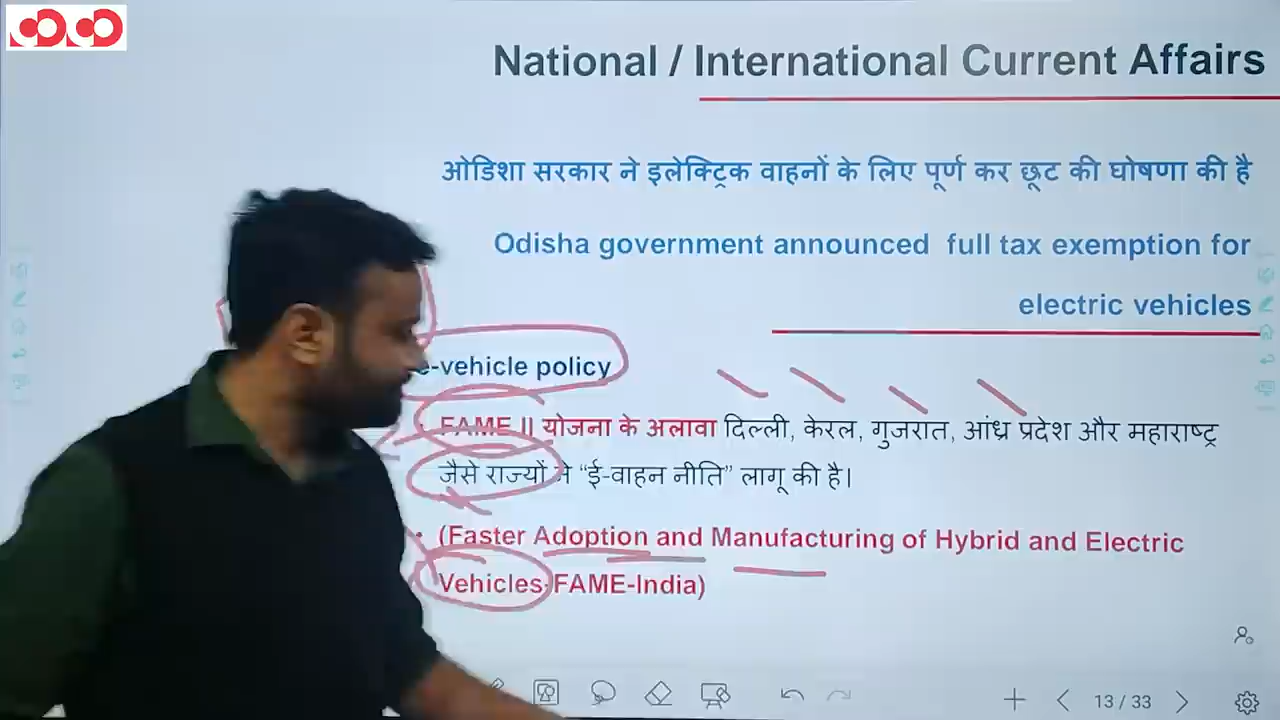 National / International Current Affairs
ओडिशा सरकार ने इलेक्ट्रिक वाहनों के लिए पूर्ण कर छूट की घोषणा की है
Odisha government announced full tax exemption for
electric vehicles
e-vehicle policy
FAME II योजना के अलावा दिल्ली, केरल, गुजरात, आंध्र प्रदेश और महाराष्ट्र
जैसे राज्यों ने “ई-वाहन नीति” लागू की है।
• (Faster Adoption and Manufacturing of Hybrid and Electric
Vehicles-FAME-India)
13 / 33